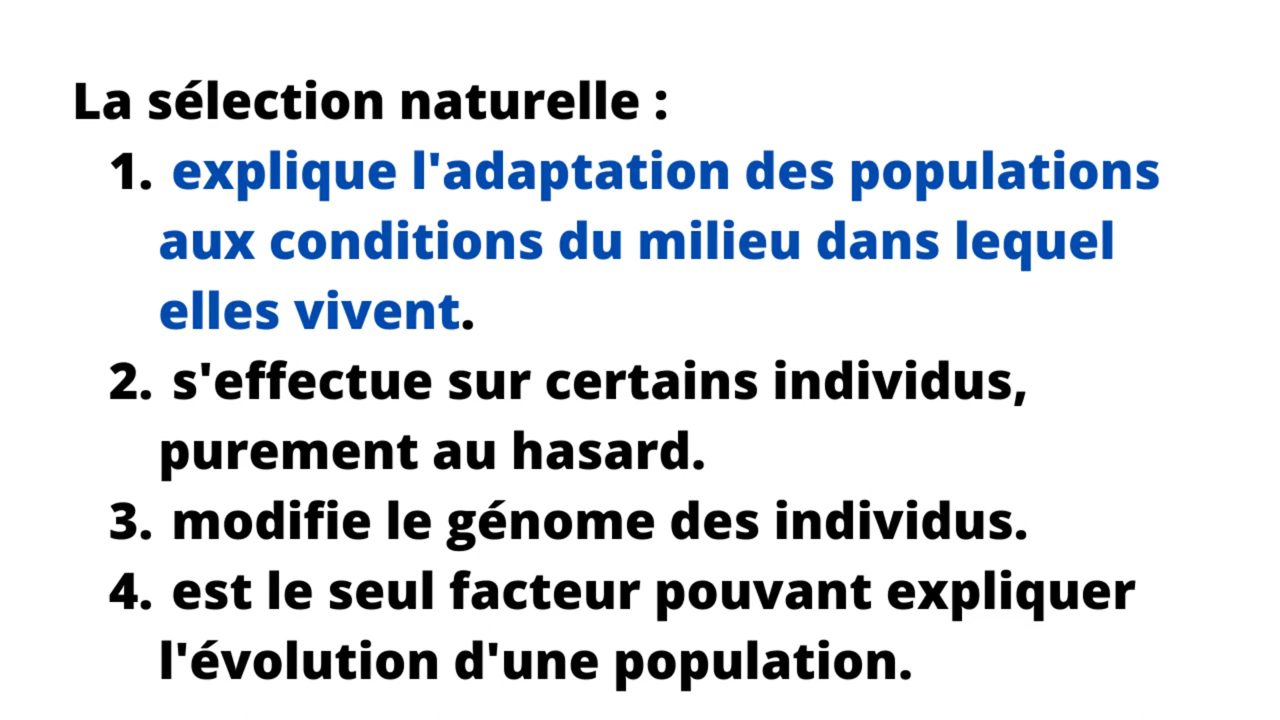 La sélection naturelle :
1. explique l'adaptation des populations
aux conditions du milieu dans lequel
elles vivent.
2. s'effectue sur certains individus,
purement au hasard.
3. modifie le génome des individus.
4. est le seul facteur pouvant expliquer
l'évolution d'une population.